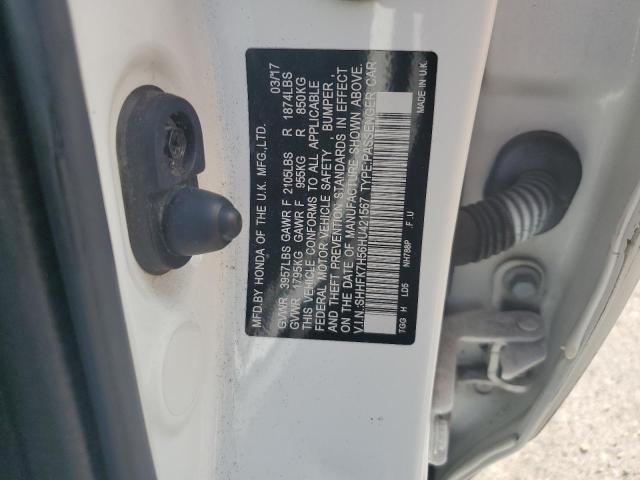 MFD.BY HONDA OF THE U.K. MFG.,LTD. 03/17
GVWR 3957LBS GAWR F 2105LBS R 1874LBS
GVWR 1795KG GAWR F 955KG R 850KG
THIS VEHICLE CONFORMS TO ALL APPLICABLE
FEDERAL MOTOR VEHICLE SAFETY , BUMPER ,
AND THEFT PREVENTION STANDARDS IN EFFECT
ON THE DATE OF MANUFACTURE SHOWN ABOVE.
V.I.N.:SHHFK7H56HU421567 TYPE:PASSENGER CAR
TGG H LD5 NH788P .F .U MADE IN U.K.